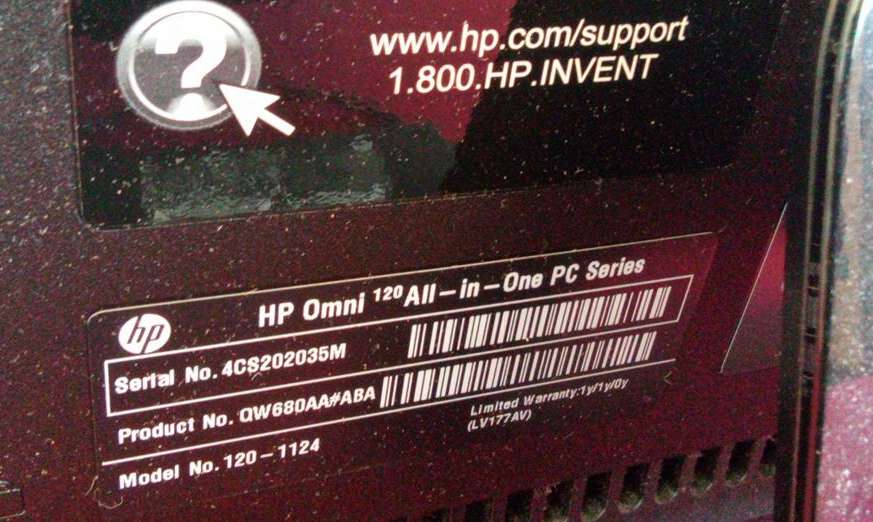 ?
www.hp.com/support
1.800.HP.INVENT
hp
HP Omni 120 All-in-One PC Series
Serial No. 4CS202035M
Product No. QW680AA#ABA
Limited Warranty:1y/1y/0y
(LV177AV)
Model No. 120-1124